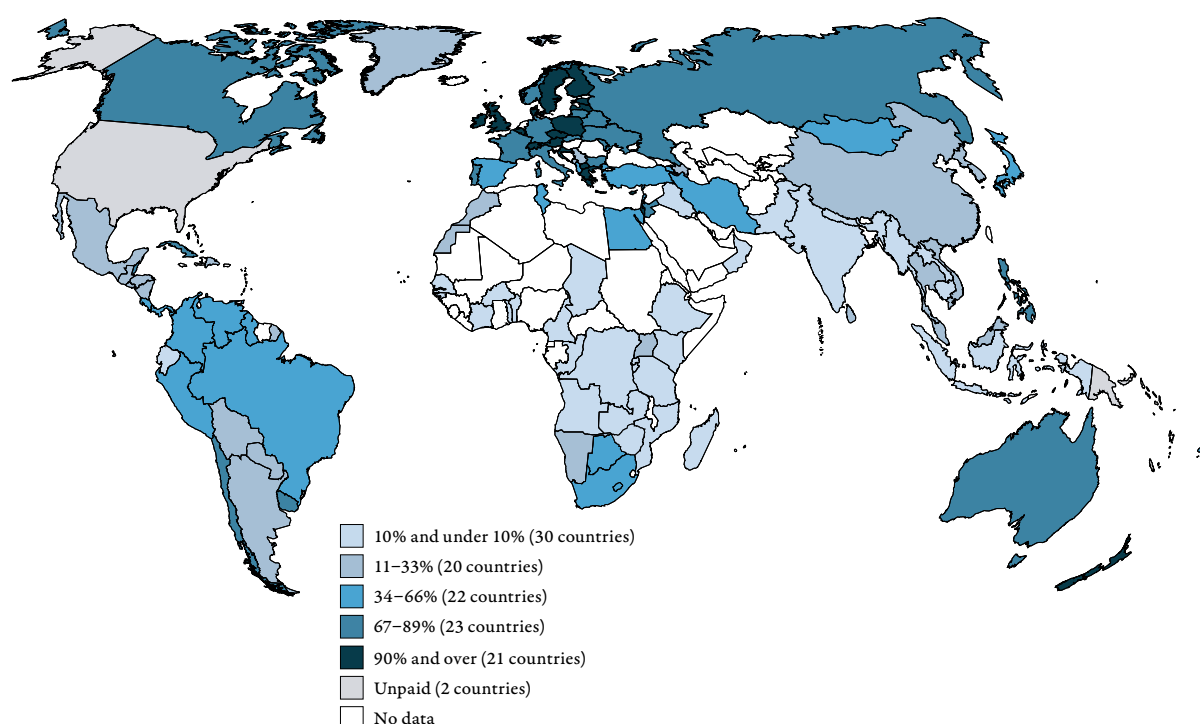 10% and under 10% (30 countries)
11–33% (20 countries)
34–66% (22 countries)
67–89% (23 countries)
90% and over (21 countries)
Unpaid (2 countries)
No data